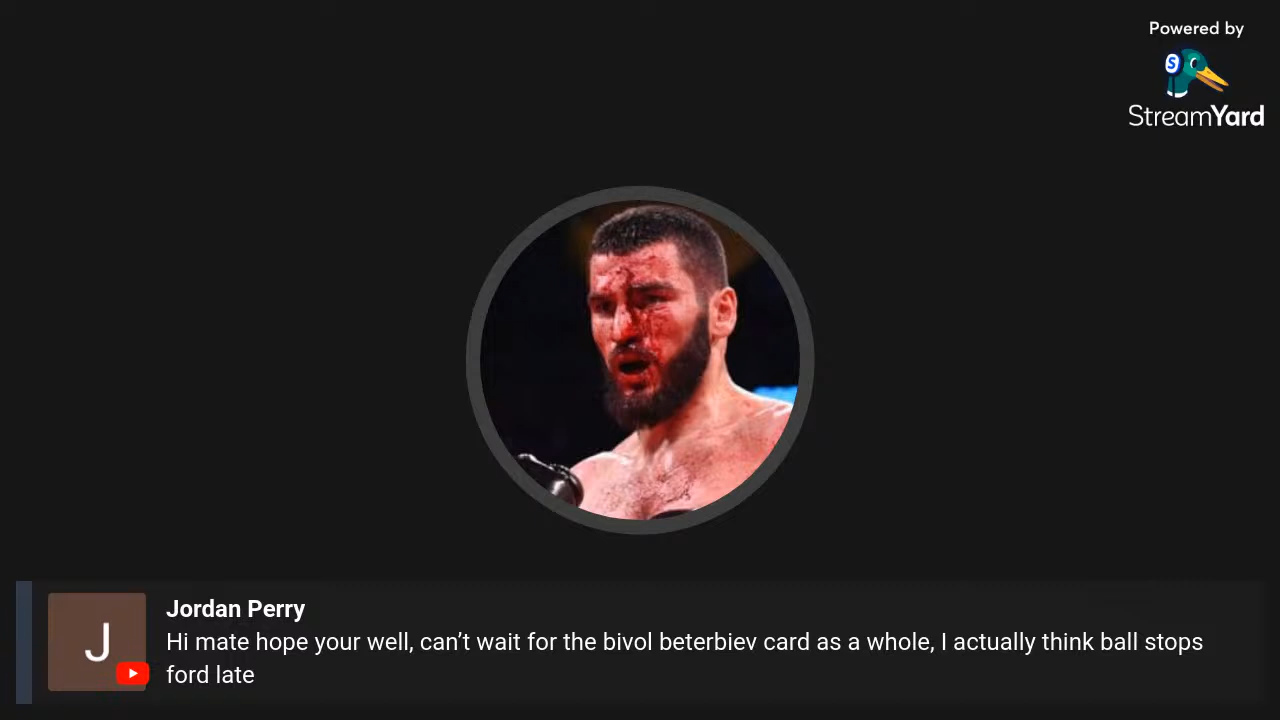 Powered by
S
StreamYard
J
Jordan Perry
Hi mate hope your well, can’t wait for the bivol beterbiev card as a whole, I actually think ball stops
ford late